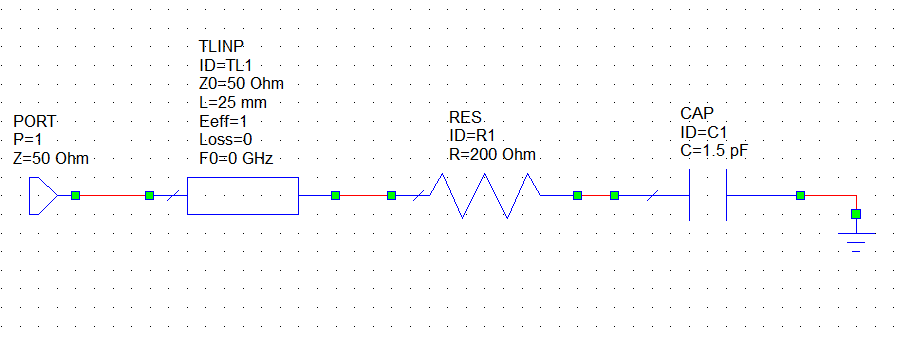 PORT
P=1
Z=50 Ohm
TLINP
ID=TL1
Z0=50 Ohm
L=25 mm
Eeff=1
Loss=0
F0=0 GHz
RES
ID=R1
R=200 Ohm
CAP
ID=C1
C=1.5 pF